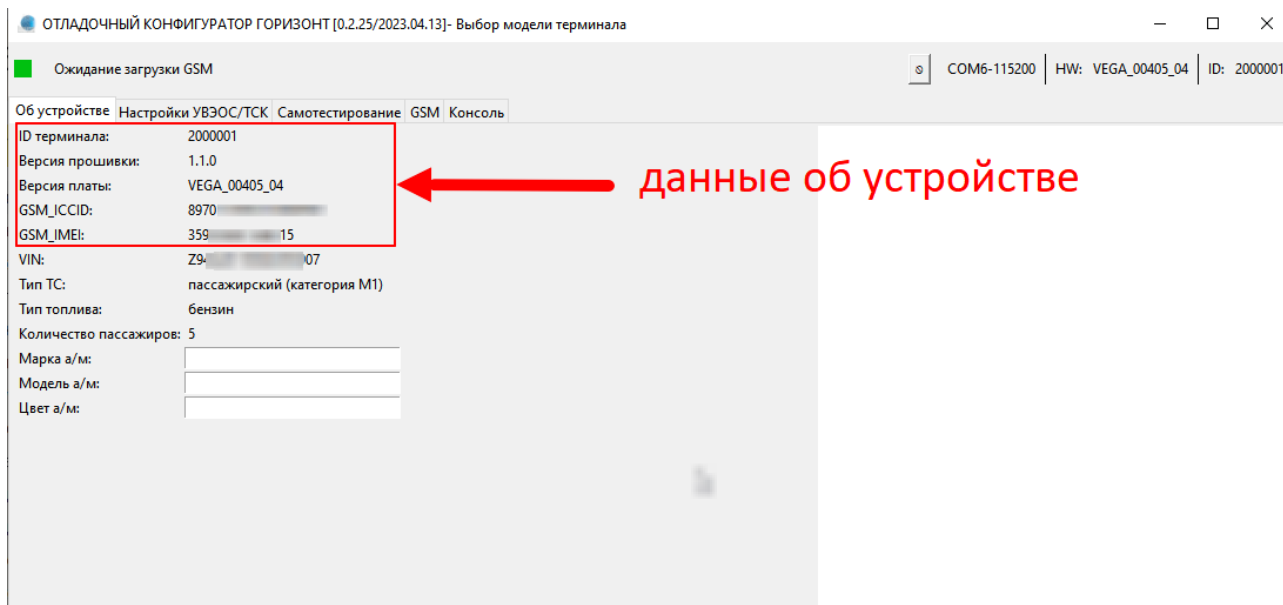 ОТЛАДОЧНЫЙ КОНФИГУРАТОР ГОРИЗОНТ [0.2.25/2023.04.13]- Выбор модели терминала
Ожидание загрузки GSM
COM6-115200 HW: VEGA_00405_04 ID: 2000001
Об устройстве Настройки УВЭОС/ТСК Самотестирование GSM Консоль
ID терминала: 2000001
Версия прошивки: 1.1.0
Версия платы: VEGA_00405_04
GSM_ICCID: 8970
GSM_IMEI: 359 15
данные об устройстве
VIN: Z94 07
Тип ТС: пассажирский (категория M1)
Тип топлива: бензин
Количество пассажиров: 5
Марка а/м:
Модель а/м:
Цвет а/м: